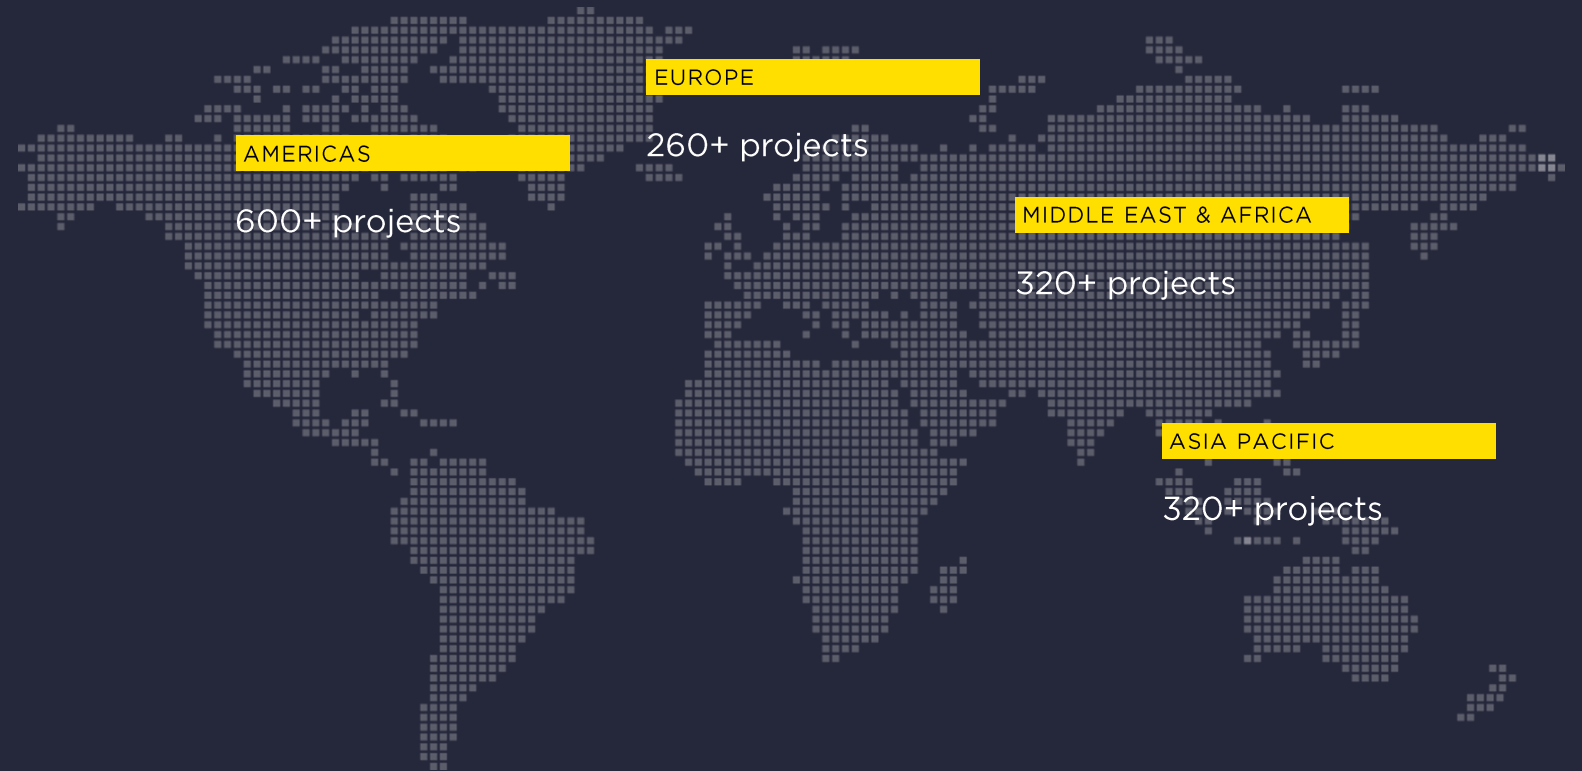 EUROPE
260+ projects
AMERICAS
600+ projects
MIDDLE EAST & AFRICA
320+ projects
ASIA PACIFIC
320+ projects